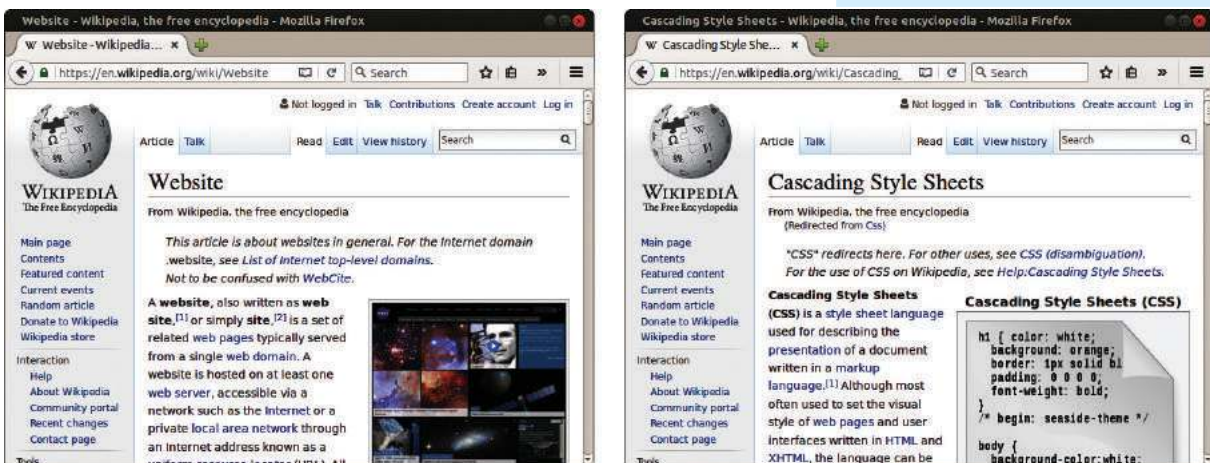 Website - Wikipedia, the free encyclopedia - Mozilla Firefox
W Website - Wikipedia... ×
https://en.wikipedia.org/wiki/Website
Search
Not logged in Talk Contributions Create account Log in
Article Talk Read Edit View history Search
WIKIPEDIA
The Free Encyclopedia
Main page
Contents
Featured content
Current events
Random article
Donate to Wikipedia
Wikipedia store
Interaction
Help
About Wikipedia
Community portal
Recent changes
Contact page
Tools
Website
From Wikipedia, the free encyclopedia
This article is about websites in general. For the Internet domain
.website, see List of Internet top-level domains.
Not to be confused with WebCite.
A website, also written as web
site,[1] or simply site,[2] is a set of
related web pages typically served
from a single web domain. A
website is hosted on at least one
web server, accessible via a
network such as the Internet or a
private local area network through
an Internet address known as a
uniform resource locator (URL). All
Cascading Style Sheets - Wikipedia, the free encyclopedia - Mozilla Firefox
W Cascading Style She... ×
https://en.wikipedia.org/wiki/Cascading_
Search
Not logged in Talk Contributions Create account Log in
Article Talk Read Edit View history Search
WIKIPEDIA
The Free Encyclopedia
Main page
Contents
Featured content
Current events
Random article
Donate to Wikipedia
Wikipedia store
Interaction
Help
About Wikipedia
Community portal
Recent changes
Contact page
Tools
Cascading Style Sheets
From Wikipedia, the free encyclopedia
(Redirected from Css)
"CSS" redirects here. For other uses, see CSS (disambiguation).
For the use of CSS on Wikipedia, see Help:Cascading Style Sheets.
Cascading Style Sheets
(CSS) is a style sheet language
used for describing the
presentation of a document
written in a markup
language.[1] Although most
often used to set the visual
style of web pages and user
interfaces written in HTML and
XHTML, the language can be
Cascading Style Sheets (CSS)
h1 { color: white;
background: orange;
border: 1px solid bl
padding: 0 0 0 0;
font-weight: bold;
}
/* begin: seaside-theme */
body {
background-color:white;